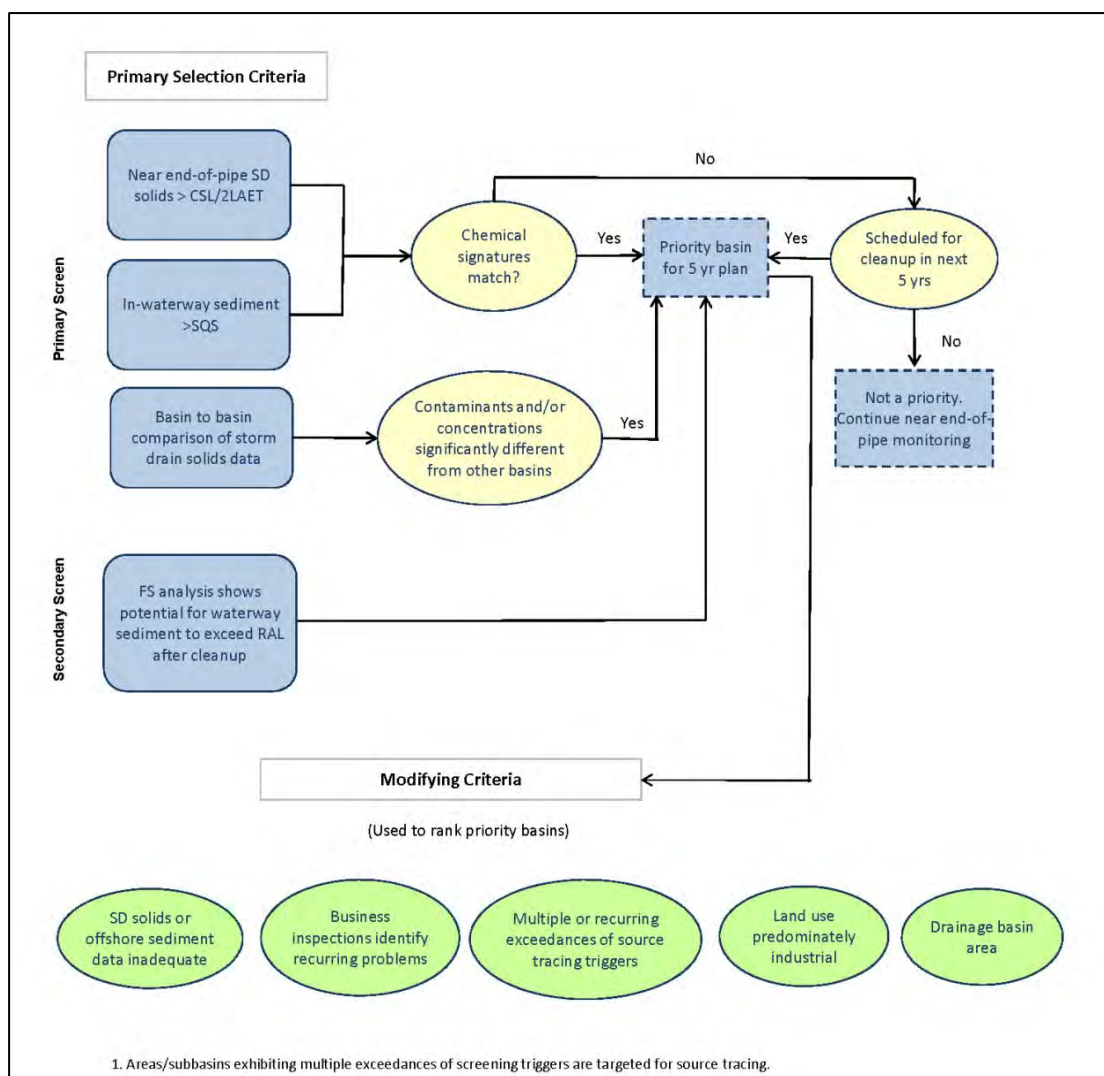 Primary Selection Criteria
Primary Screen
Near end-of-pipe SD
solids > CSL/2LAET
In-waterway sediment
>SQS
Chemical
signatures
match?
No
Yes
Priority basin
for 5 yr plan
Yes
Scheduled for
cleanup in next
5 yrs
No
Not a priority.
Continue near end-of-
pipe monitoring
Basin to basin
comparison of storm
drain solids data
Contaminants and/or
concentrations
significantly different
from other basins
Yes
Secondary Screen
FS analysis shows
potential for waterway
sediment to exceed RAL
after cleanup
Modifying Criteria
(Used to rank priority basins)
SD solids or
offshore sediment
data inadequate
Business
inspections identify
recurring problems
Multiple or recurring
exceedances of source
tracing triggers
Land use
predominately
industrial
Drainage basin
area
1. Areas/subbasins exhibiting multiple exceedances of screening triggers are targeted for source tracing.